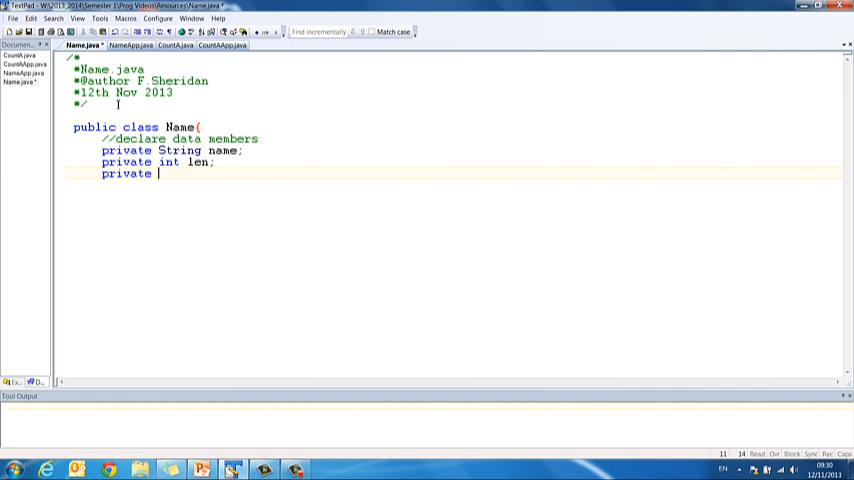 TextPad - W:\2013_2014\Semester 1\Prog Videos\Resources\Name.java *
File Edit Search View Tools Macros Configure Window Help
Find incrementally Match case
Documen...
Name.java * NameApp.java CountA.java CountAApp.java
CountA.java
CountAApp.java
NameApp.java
Name.java *
/*
*Name.java
*@author F.Sheridan
*12th Nov 2013
*/
public class Name{
//declare data members
private String name;
private int len;
private
Ex... D...
Tool Output
11 14 Read Ovr Block Sync Rec Caps
EN 09:30
12/11/2013